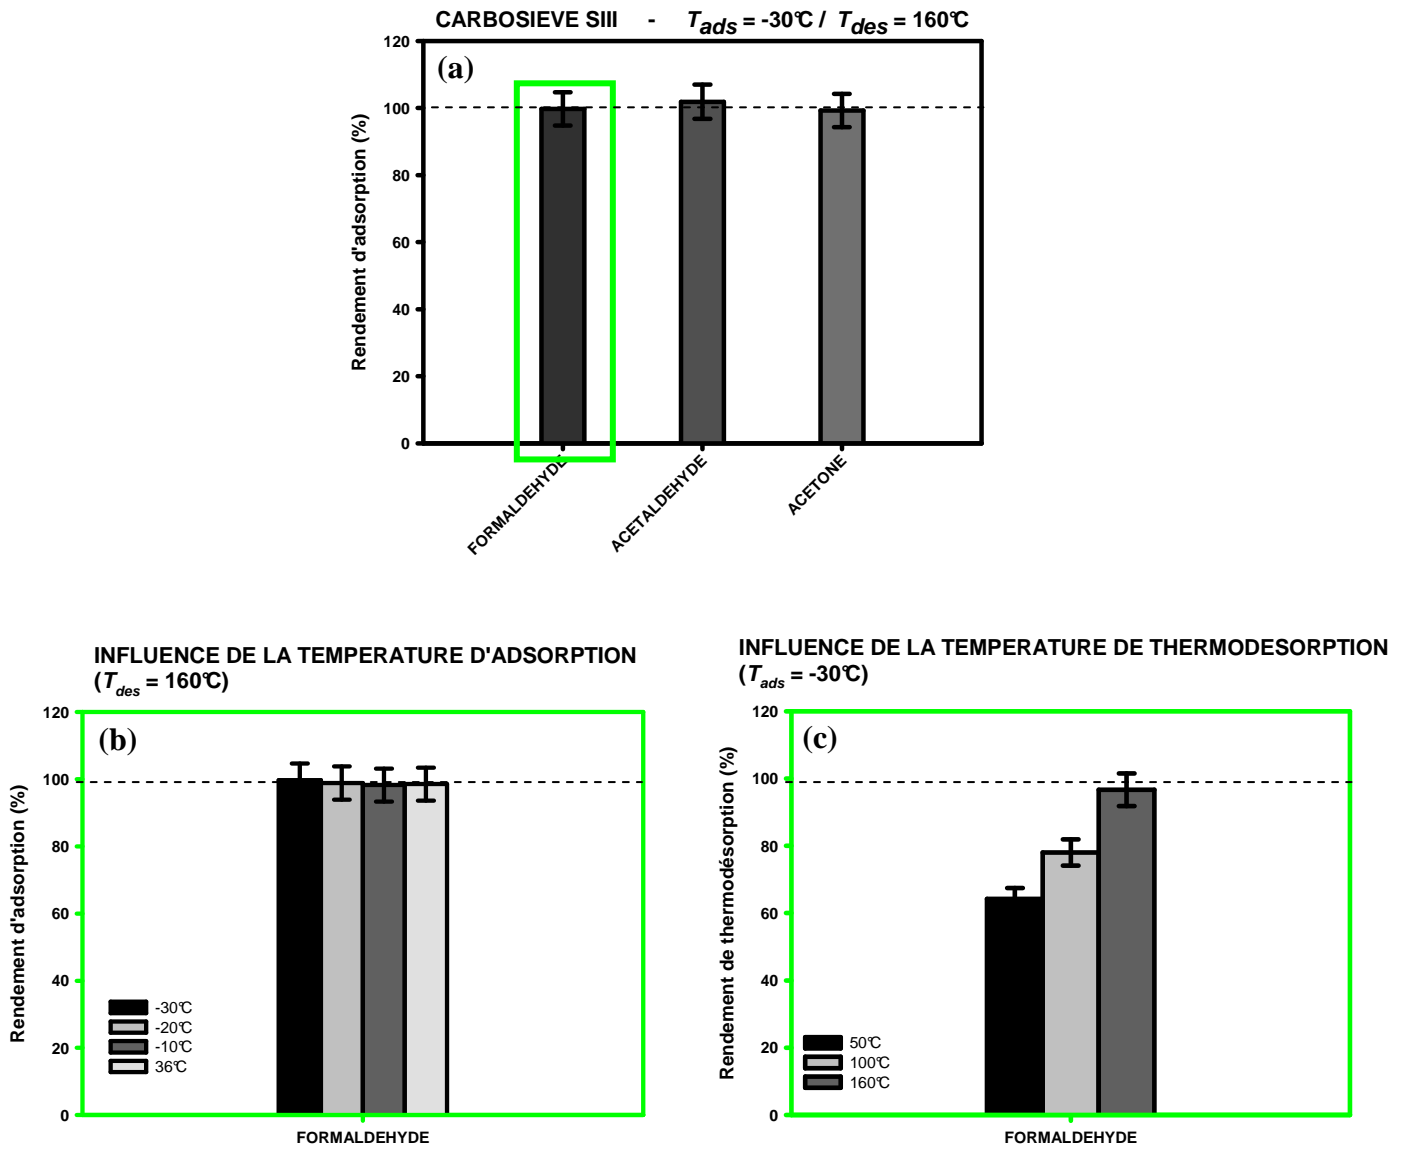 CARBOSIEVE SIII - Tads = -30°C / Tdes = 160°C
(a)
Rendement d'adsorption (%)
120
100
80
60
40
20
0
FORMALDEHYDE
ACETALDEHYDE
ACETONE
INFLUENCE DE LA TEMPERATURE D'ADSORPTION
(Tdes = 160°C)
(b)
Rendement d'adsorption (%)
120
100
80
60
40
20
0
-30°C
-20°C
-10°C
36°C
FORMALDEHYDE
INFLUENCE DE LA TEMPERATURE DE THERMODESORPTION
(Tads = -30°C)
(c)
Rendement de thermodésorption (%)
120
100
80
60
40
20
0
50°C
100°C
160°C
FORMALDEHYDE